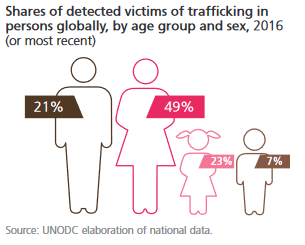 Shares of detected victims of trafficking in
persons globally, by age group and sex, 2016
(or most recent)
21%
49%
23%
7%
Source: UNODC elaboration of national data.